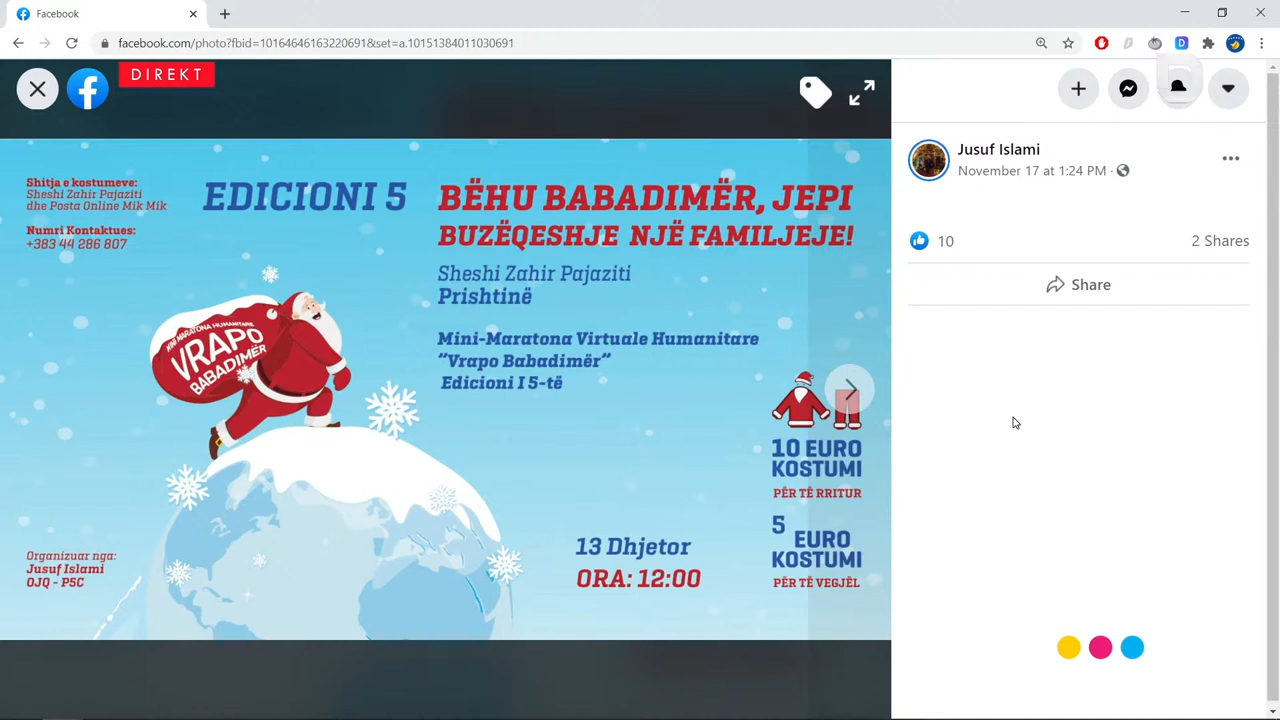 Facebook
facebook.com/photo?fbid=10164646163220691&set=a.10151384011030691
DIREKT
Shitja e kostumeve:
Sheshi Zahir Pajaziti
dhe Posta Online Mik Mik
Numri Kontaktues:
+383 44 286 807
EDICIONI 5
BËHU BABADIMËR, JEPI
BUZËQESHJE NJË FAMILJEJE!
Sheshi Zahir Pajaziti
Prishtinë
Mini-Maratona Virtuale Humanitare
"Vrapo Babadimër"
Edicioni I 5-të
MINI MARATONA HUMANITARE
VRAPO
BABADIMËR
10 EURO
KOSTUMI
PËR TË RRITUR
5 EURO
KOSTUMI
PËR TË VEGJËL
13 Dhjetor
ORA: 12:00
Organizuar nga:
Jusuf Islami
OJQ - P5C
Jusuf Islami
November 17 at 1:24 PM ·
10
2 Shares
Share